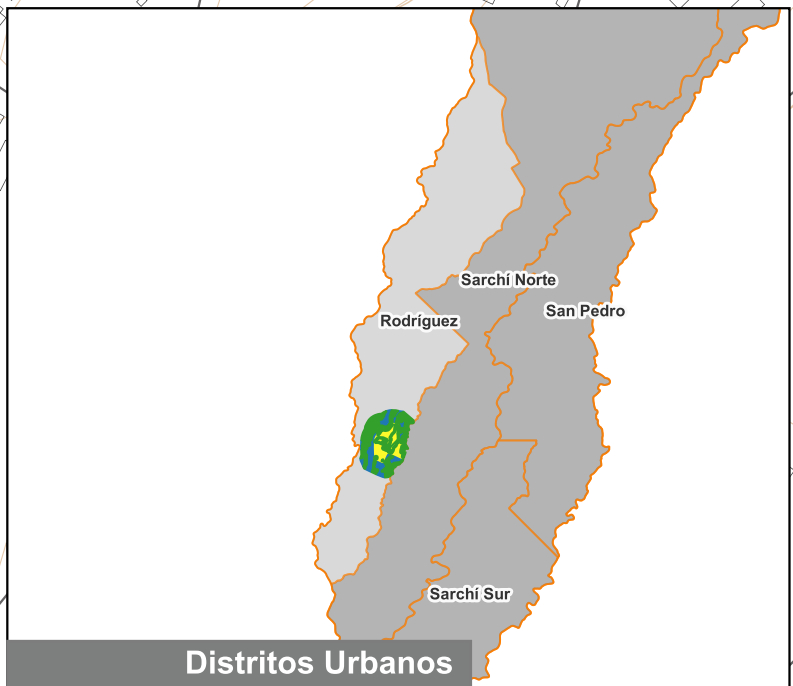 Sarchí Norte
San Pedro
Rodríguez
Sarchí Sur
Distritos Urbanos